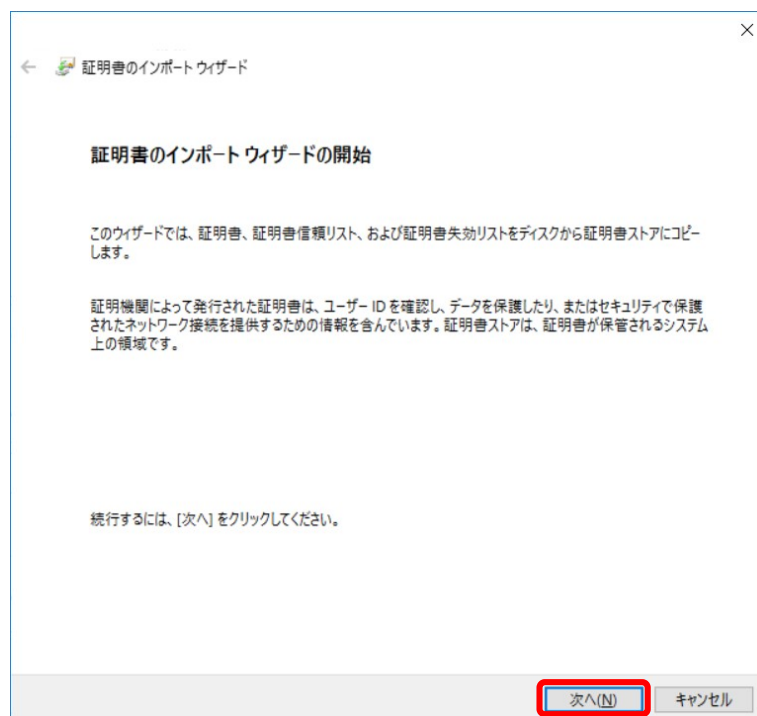 証明書のインポート ウィザード
証明書のインポート ウィザードの開始
このウィザードでは、証明書、証明書信頼リスト、および証明書失効リストをディスクから証明書ストアにコピー
します。
証明機関によって発行された証明書は、ユーザー ID を確認し、データを保護したり、またはセキュリティで保護
されたネットワーク接続を提供するための情報を含んでいます。証明書ストアは、証明書が保管されるシステム
上の領域です。
続行するには、[次へ] をクリックしてください。
次へ(N) キャンセル